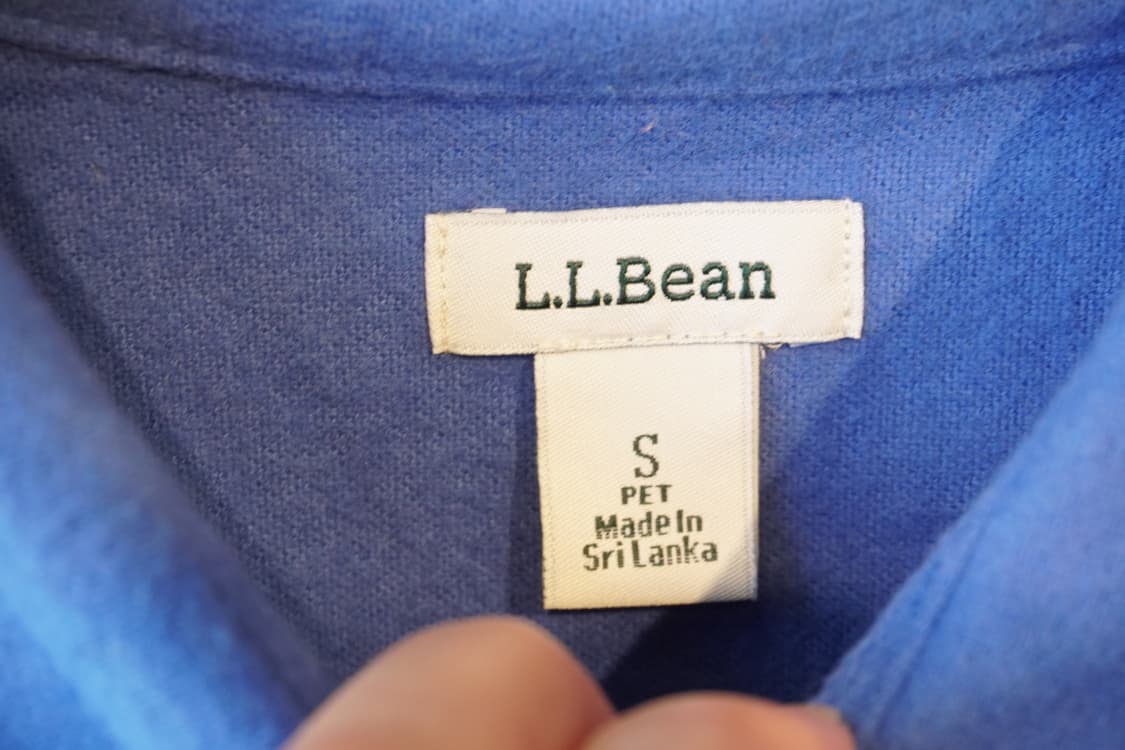 L.L.Bean
S
PET
Made In
Sri Lanka